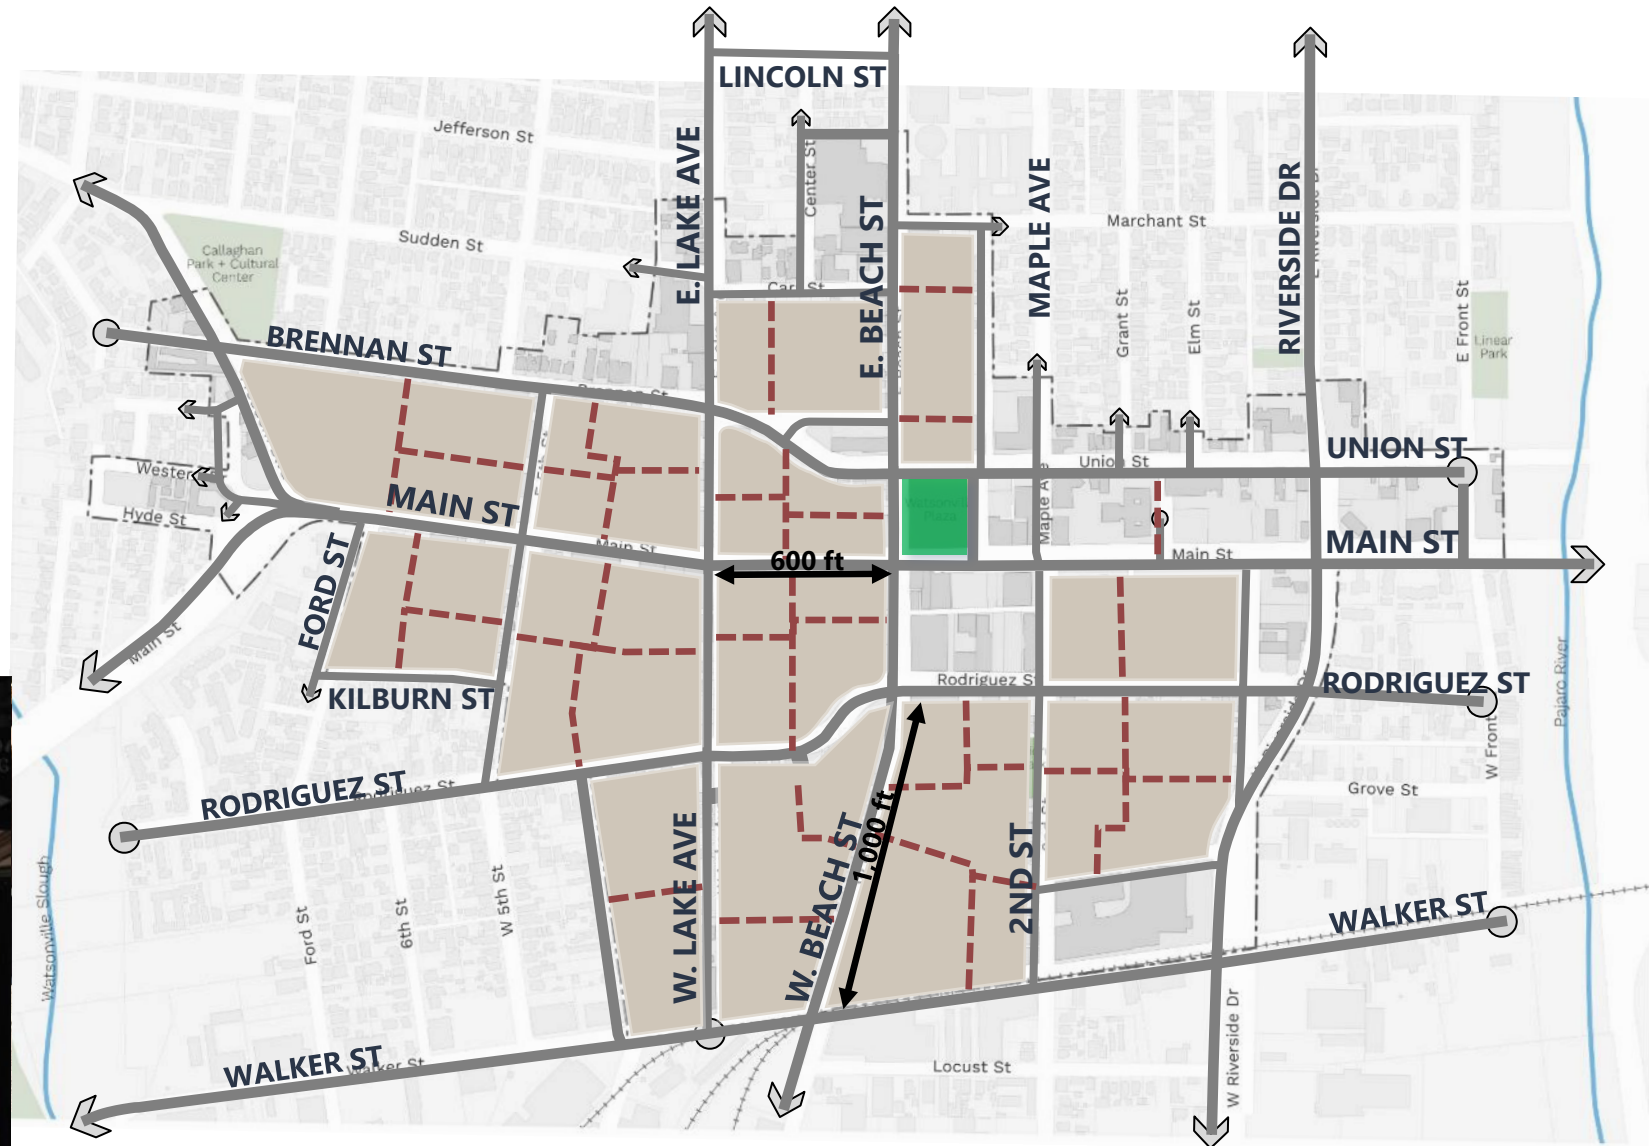 LINCOLN ST
Jefferson St
E. LAKE AVE
Center St
E. BEACH ST
MAPLE AVE
RIVERSIDE DR
Marchant St
Sudden St
Callaghan
Park + Cultural
Center
Grant St
Elm St
E Front St
Linear
Park
BRENNAN ST
UNION ST
Union St
Hyde St
MAIN ST
Watsonville
Plaza
Maple Ave
Main St
600 ft
Main St
MAIN ST
FORD ST
Main St
KILBURN ST
Rodriguez St
RODRIGUEZ ST
Pajaro River
W Front
RODRIGUEZ ST
Rodriguez St
Grove St
W. LAKE AVE
W. BEACH ST
1,000 ft
2ND ST
WALKER ST
Watsonville Slough
Ford St
6th St
W 5th St
WALKER ST
Walker St
Locust St
W Riverside Dr